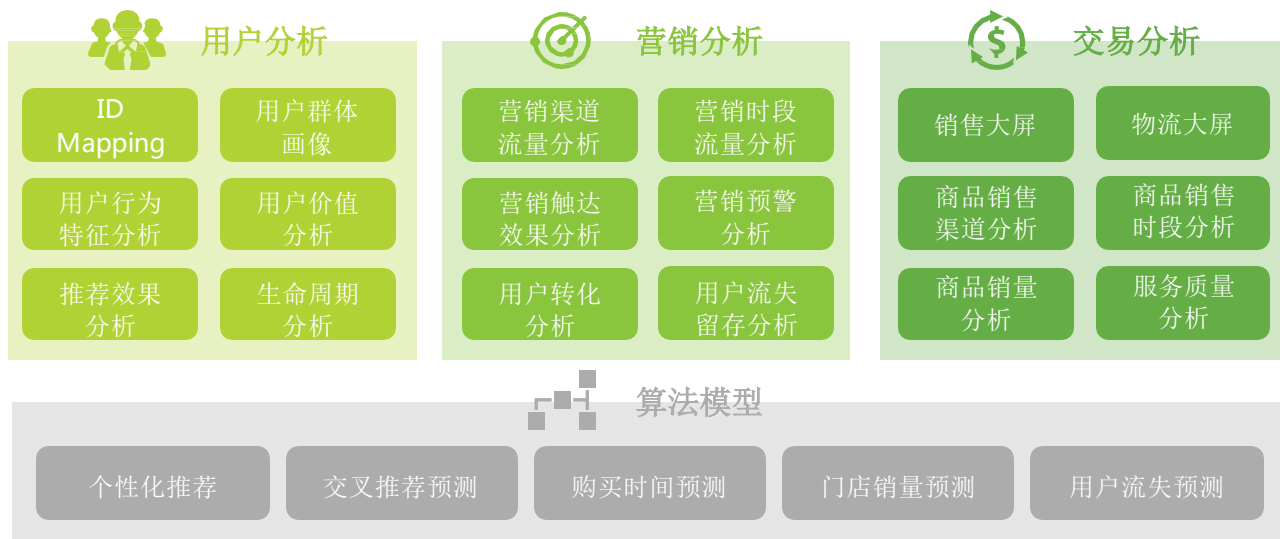 用户分析
ID
Mapping
用户群体
画像
用户行为
特征分析
用户价值
分析
推荐效果
分析
生命周期
分析
营销分析
营销渠道
流量分析
营销时段
流量分析
营销触达
效果分析
营销预警
分析
用户转化
分析
用户流失
留存分析
交易分析
$
销售大屏
物流大屏
商品销售
渠道分析
商品销售
时段分析
商品销量
分析
服务质量
分析
算法模型
个性化推荐
交叉推荐预测
购买时间预测
门店销量预测
用户流失预测